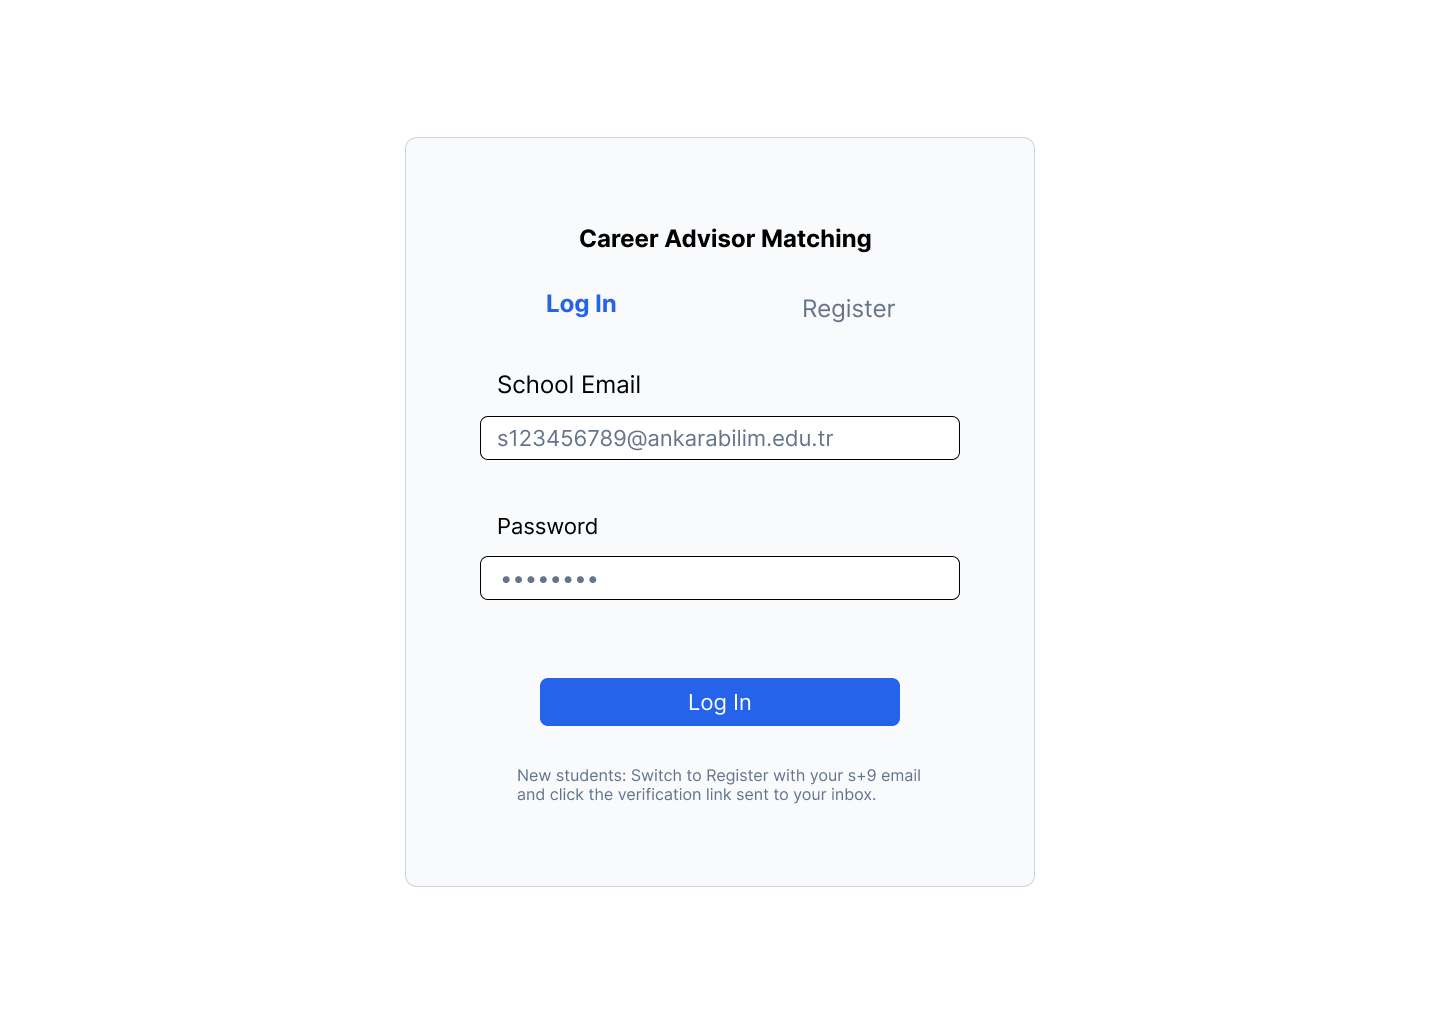 Career Advisor Matching
Log In
Register
School Email
s123456789@ankarabilim.edu.tr
Password
••••••••
Log In
New students: Switch to Register with your s+9 email
and click the verification link sent to your inbox.